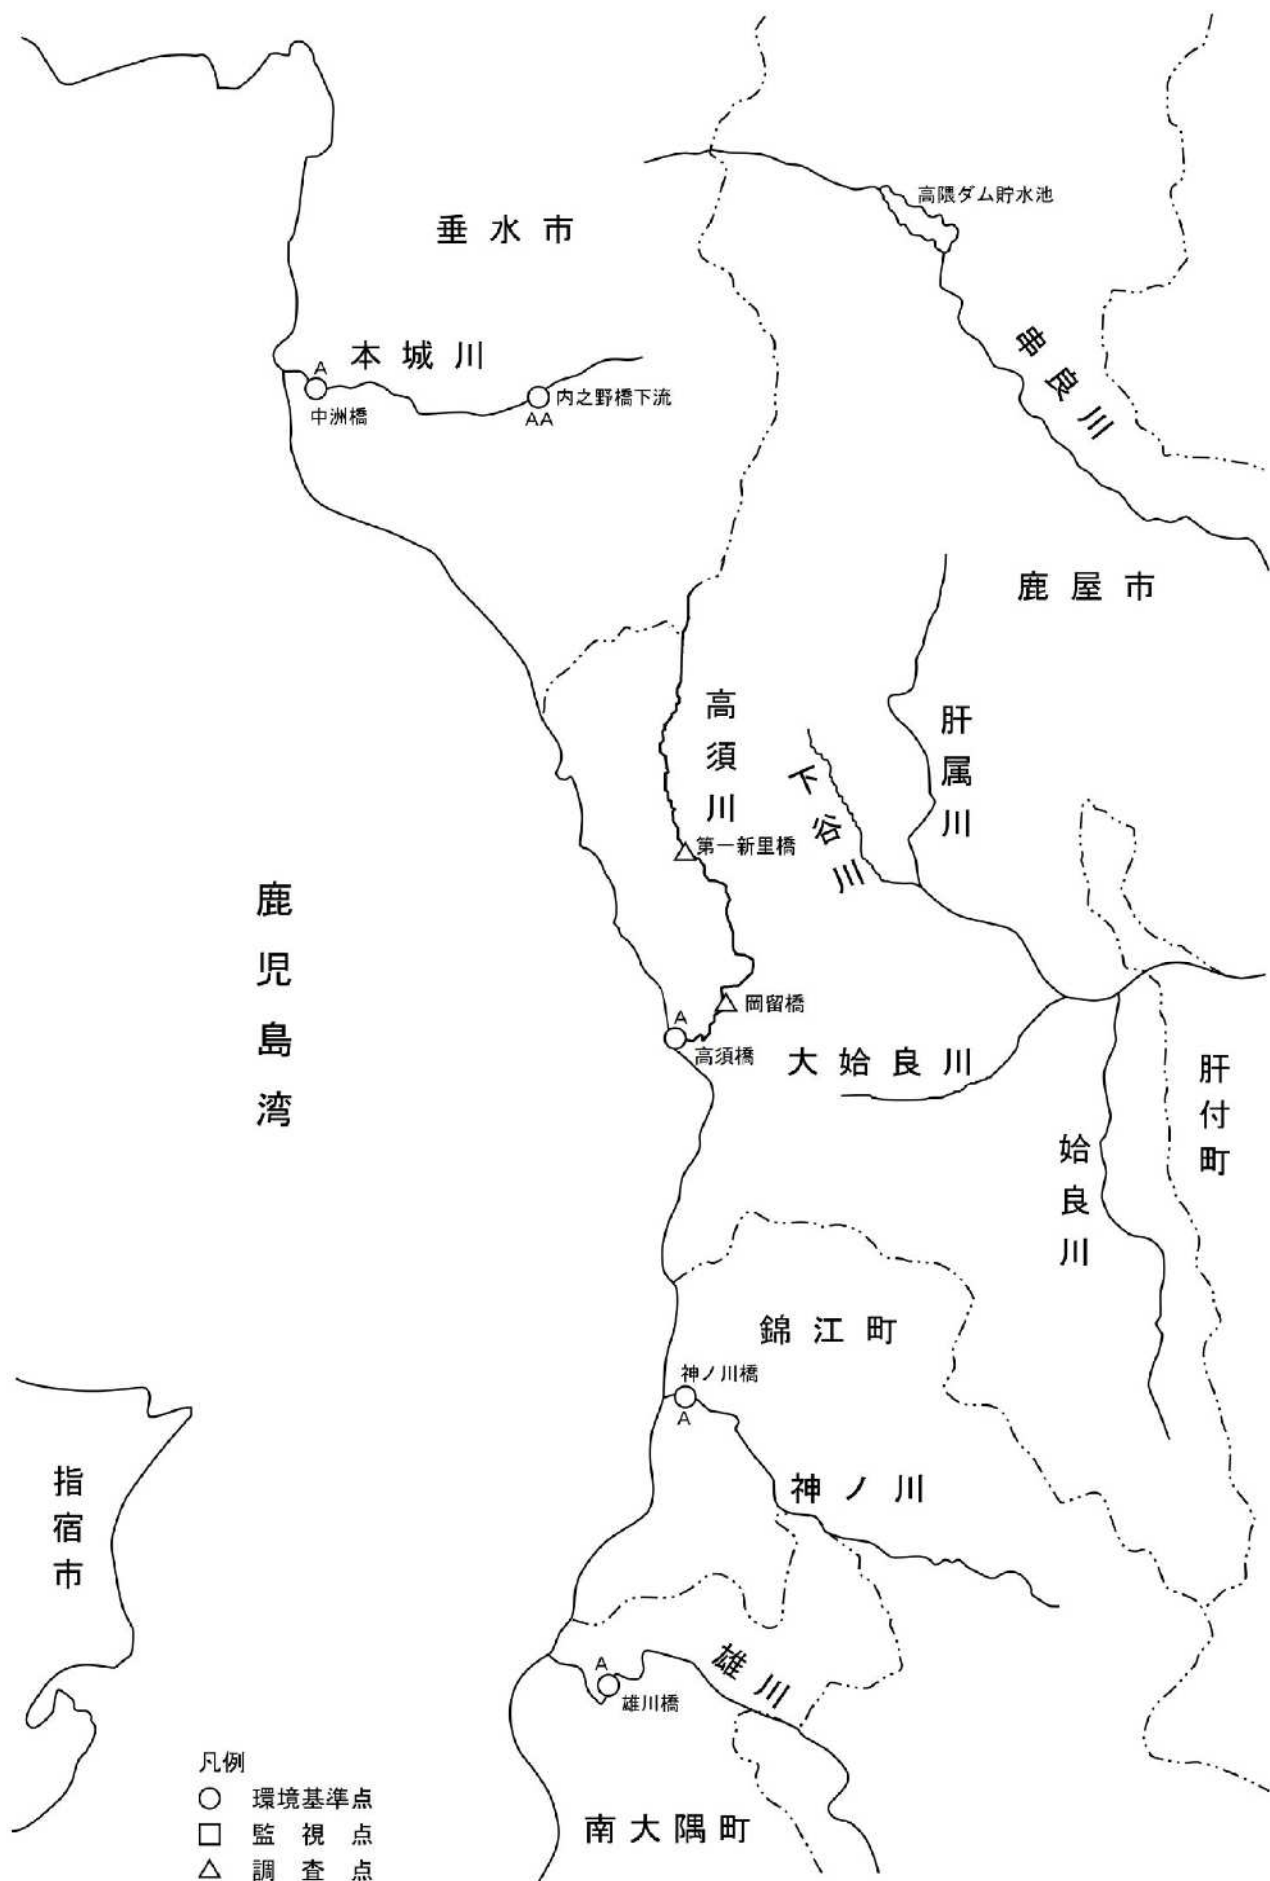 高隈ダム貯水池
垂水市
串良川
本城川
A
中洲橋
内之野橋下流
AA
鹿屋市
高須川
肝属川
下谷川
第一新里橋
鹿児島湾
岡留橋
A
高須橋
大姶良川
肝付町
姶良川
錦江町
神ノ川橋
A
指宿市
神ノ川
雄川
A
雄川橋
凡例
○ 環境基準点
□ 監視点
△ 調査点
南大隅町